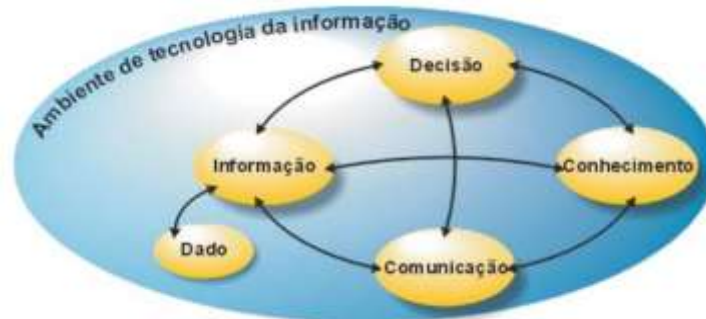 Ambiente de tecnologia da informação
Decisão
Informação
Conhecimento
Dado
Comunicação